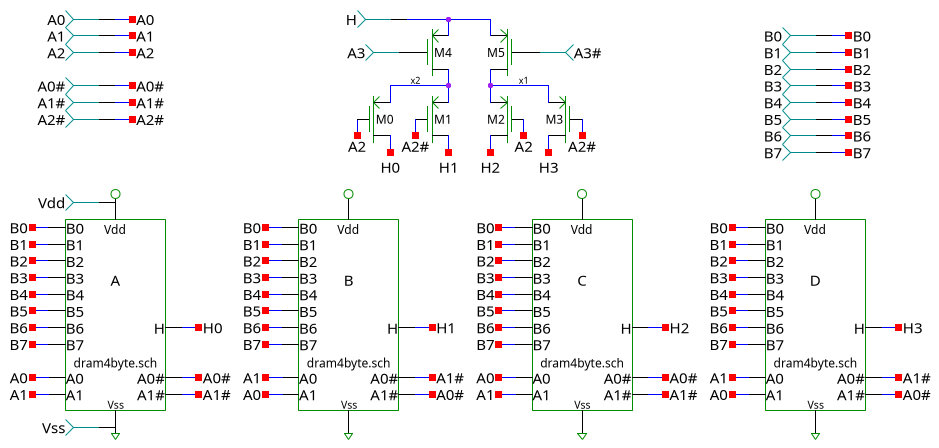 A0 A0
A1 A1
A2 A2
A0# A0#
A1# A1#
A2# A2#
H
A3 M4 M5 A3#
x2 x1
M0 M1 M2 M3
A2 A2# A2 A2#
H0 H1 H2 H3
B0 B0
B1 B1
B2 B2
B3 B3
B4 B4
B5 B5
B6 B6
B7 B7
Vdd
B0 B0 Vdd
B1 B1
B2 B2
B3 B3 A
B4 B4
B5 B5
B6 B6 H H0
B7 B7
dram4byte.sch
A0 A0 A0# A0#
A1 A1 A1# A1#
Vss
Vss
B0 B0 Vdd
B1 B1
B2 B2
B3 B3 B
B4 B4
B5 B5
B6 B6 H H1
B7 B7
dram4byte.sch
A1 A0 A0# A1#
A0 A1 A1# A0#
Vss
B0 B0 Vdd
B1 B1
B2 B2
B3 B3 C
B4 B4
B5 B5
B6 B6 H H2
B7 B7
dram4byte.sch
A0 A0 A0# A0#
A1 A1 A1# A1#
Vss
B0 B0 Vdd
B1 B1
B2 B2
B3 B3 D
B4 B4
B5 B5
B6 B6 H H3
B7 B7
dram4byte.sch
A1 A0 A0# A1#
A0 A1 A1# A0#
Vss